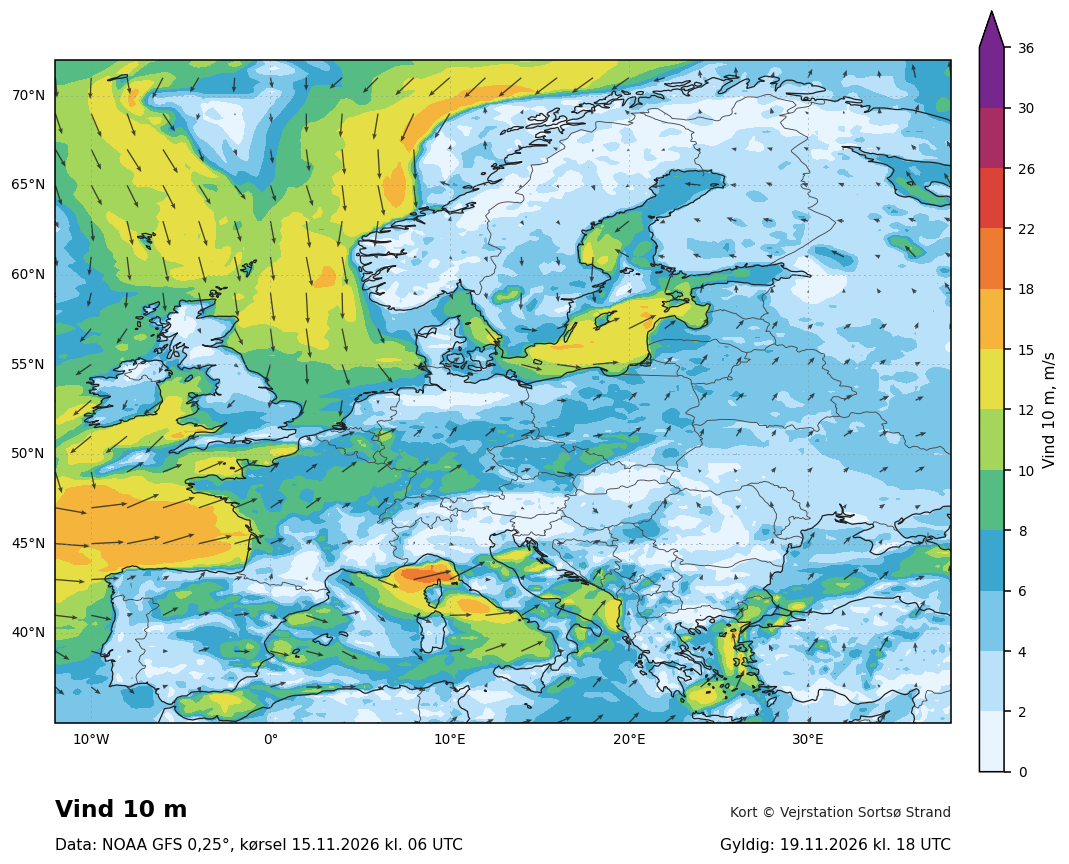 36
30
26
22
18
15
12
10
8
6
4
2
0
Vind 10 m, m/s
70°N
65°N
60°N
55°N
50°N
45°N
40°N
10°W 0° 10°E 20°E 30°E
Vind 10 m
Kort © Vejrstation Sortsø Strand
Data: NOAA GFS 0,25°, kørsel 15.11.2026 kl. 06 UTC
Gyldig: 19.11.2026 kl. 18 UTC